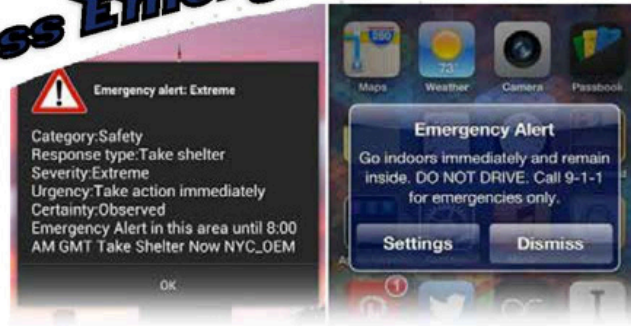 ss Emerg
Emergency alert: Extreme
Category:Safety
Response type:Take shelter
Severity:Extreme
Urgency:Take action immediately
Certainty:Observed
Emergency Alert in this area until 8:00
AM GMT Take Shelter Now NYC_OEM
OK
280
73°
Maps Weather Camera Passbook
Emergency Alert
Go indoors immediately and remain
inside. DO NOT DRIVE. Call 9-1-1
for emergencies only.
Settings Dismiss
1